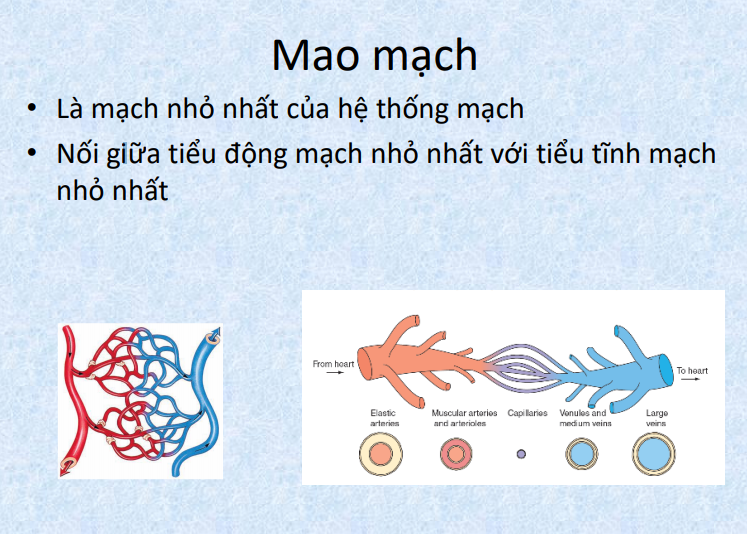 Mao mạch
• Là mạch nhỏ nhất của hệ thống mạch
• Nối giữa tiểu động mạch nhỏ nhất với tiểu tĩnh mạch
nhỏ nhất
From heart
To heart
Elastic
arteries
Muscular arteries
and arterioles
Capillaries
Venules and
medium veins
Large
veins